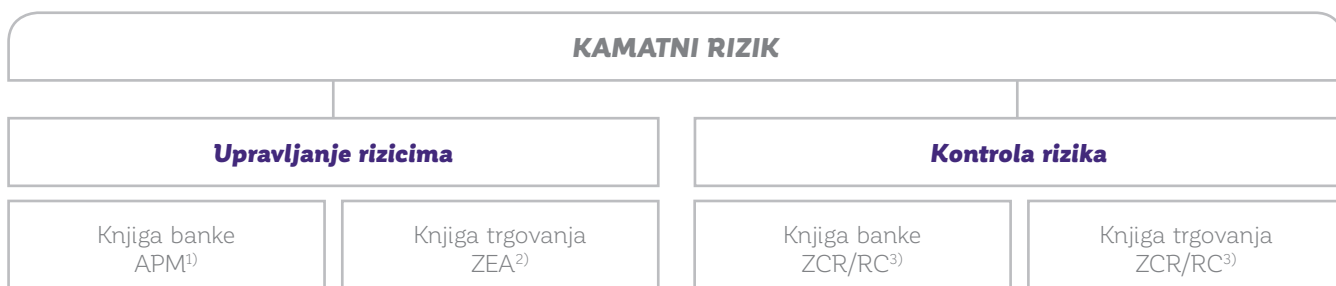 KAMATNI RIZIK
Upravljanje rizicima
Kontrola rizika
Knjiga banke
APM1)
Knjiga trgovanja
ZEA2)
Knjiga banke
ZCR/RC3)
Knjiga trgovanja
ZCR/RC3)